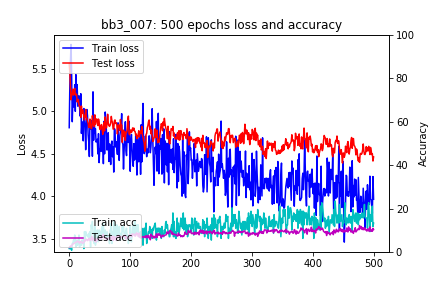 bb3_007: 500 epochs loss and accuracy
Train loss
Test loss
Train acc
Test acc
Loss
5.5
5.0
4.5
4.0
3.5
Accuracy
100
80
60
40
20
0
0
100
200
300
400
500